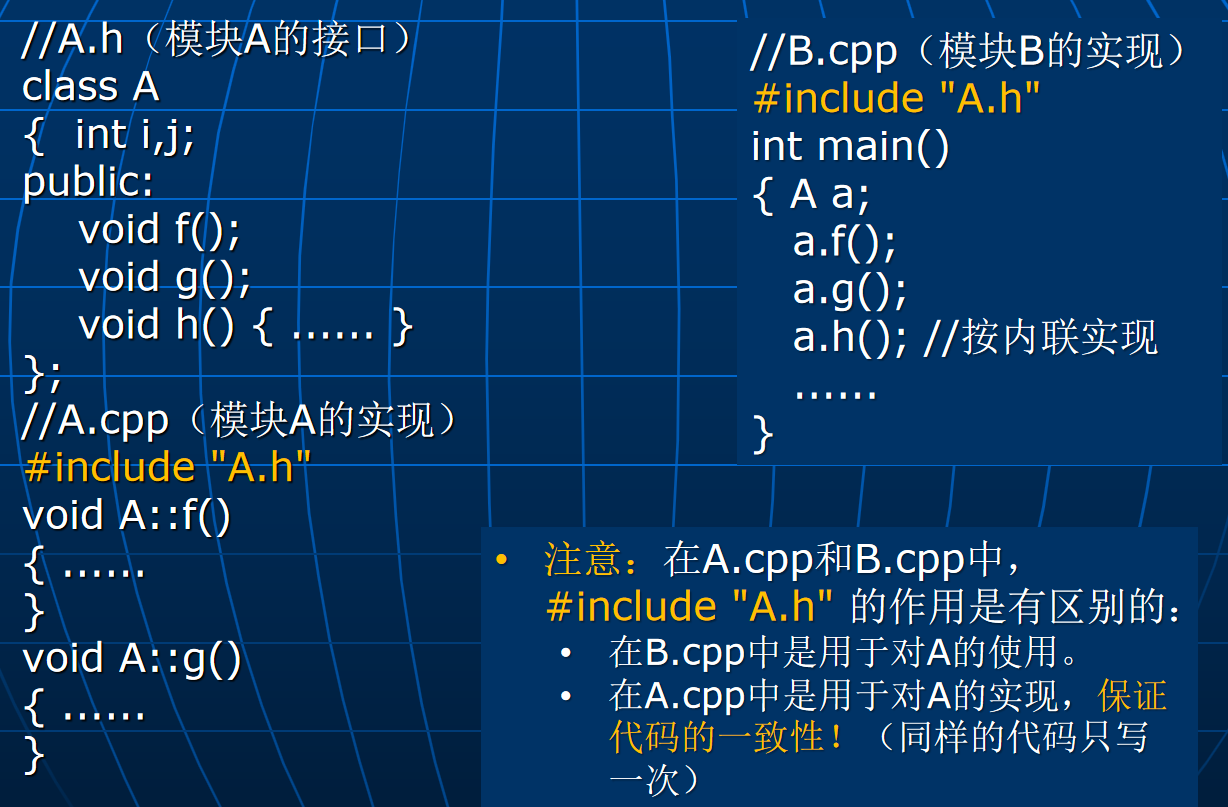 //A.h（模块A的接口）
class A
{  int i,j;
public:
void f();
void g();
void h() { …… }
};
//A.cpp（模块A的实现）
#include "A.h"
void A::f()
{ ……
}
void A::g()
{ ……
}
//B.cpp（模块B的实现）
#include "A.h"
int main()
{ A a;
a.f();
a.g();
a.h(); //按内联实现
……
}
• 注意：在A.cpp和B.cpp中，
#include "A.h" 的作用是有区别的：
• 在B.cpp中是用于对A的使用。
• 在A.cpp中是用于对A的实现，保证
代码的一致性！（同样的代码只写
一次）